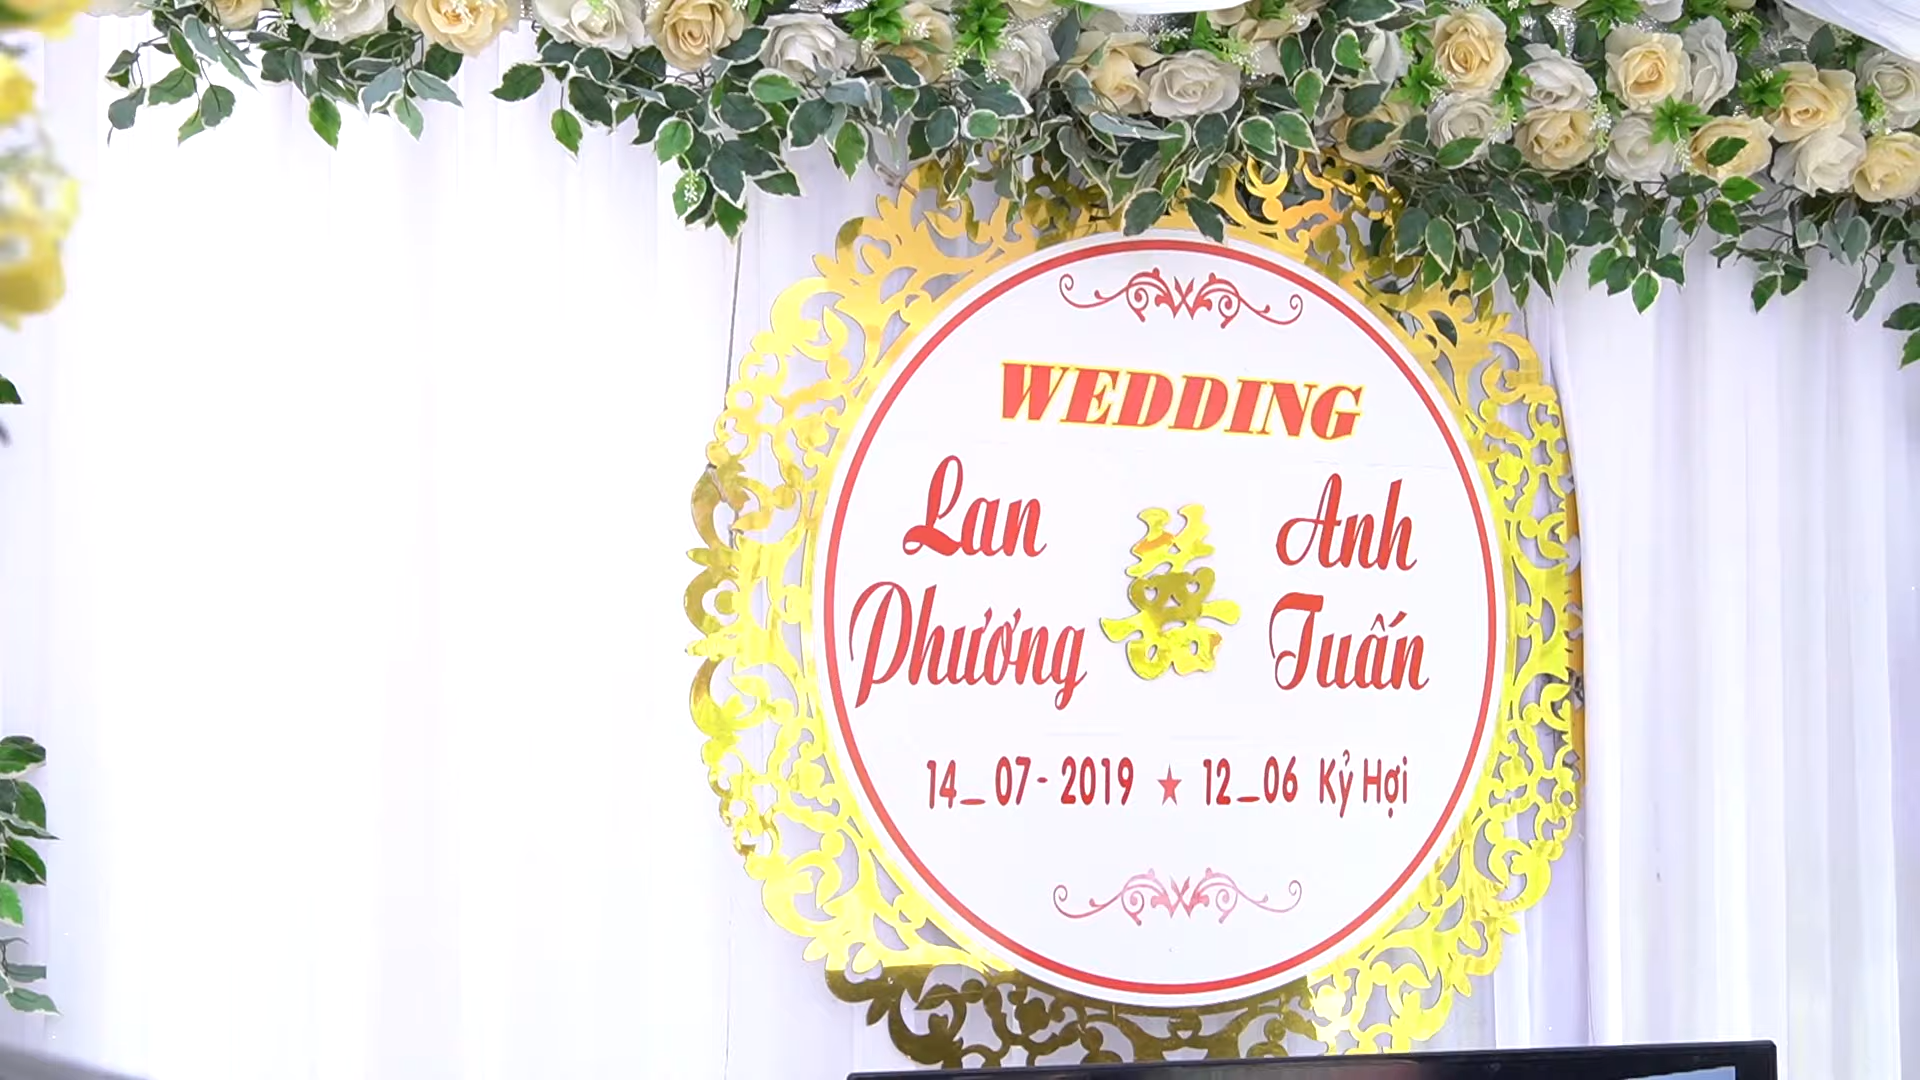 WEDDING
Lan Phương
囍
Anh Tuấn
14_07-2019 ★ 12_06 Kỷ Hợi